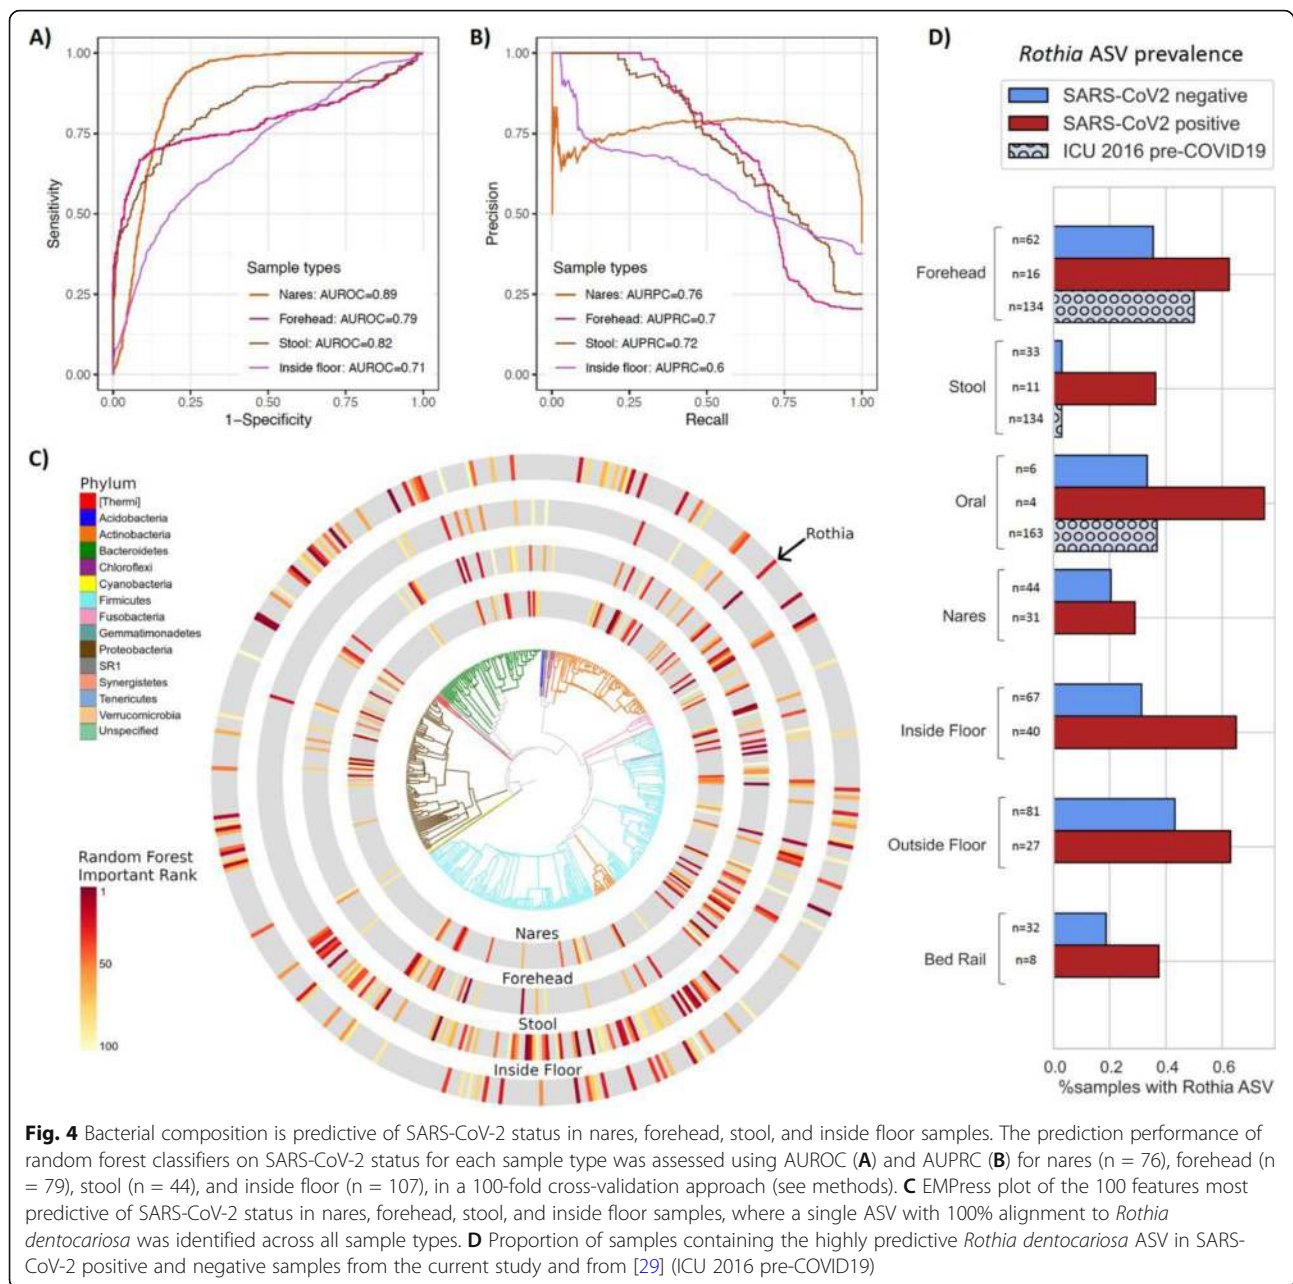 A)
1.00
0.75
0.50
0.25
0.00
Sensitivity
Sample types
Nares: AUROC=0.89
Forehead: AUROC=0.79
Stool: AUROC=0.82
Inside floor: AUROC=0.71
0.00 0.25 0.50 0.75 1.00
1−Specificity
B)
1.00
0.75
0.50
0.25
0.00
Precision
Sample types
Nares: AURPC=0.76
Forehead: AUPRC=0.7
Stool: AUPRC=0.72
Inside floor: AUPRC=0.6
0.00 0.25 0.50 0.75 1.00
Recall
C)
Phylum
[Thermi]
Acidobacteria
Actinobacteria
Bacteroidetes
Chloroflexi
Cyanobacteria
Firmicutes
Fusobacteria
Gemmatimonadetes
Proteobacteria
SR1
Synergistetes
Tenericutes
Verrucomicrobia
Unspecified
Random Forest
Important Rank
1
50
100
Rothia
Nares
Forehead
Stool
Inside Floor
D)
Rothia ASV prevalence
SARS-CoV2 negative
SARS-CoV2 positive
ICU 2016 pre-COVID19
Forehead
n=62
n=16
n=134
Stool
n=33
n=11
n=134
Oral
n=6
n=4
n=163
Nares
n=44
n=31
Inside Floor
n=67
n=40
Outside Floor
n=81
n=27
Bed Rail
n=32
n=8
0.0 0.2 0.4 0.6
%samples with Rothia ASV
Fig. 4 Bacterial composition is predictive of SARS-CoV-2 status in nares, forehead, stool, and inside floor samples. The prediction performance of
random forest classifiers on SARS-CoV-2 status for each sample type was assessed using AUROC (A) and AUPRC (B) for nares (n = 76), forehead (n
= 79), stool (n = 44), and inside floor (n = 107), in a 100-fold cross-validation approach (see methods). C EMPress plot of the 100 features most
predictive of SARS-CoV-2 status in nares, forehead, stool, and inside floor samples, where a single ASV with 100% alignment to Rothia
dentocariosa was identified across all sample types. D Proportion of samples containing the highly predictive Rothia dentocariosa ASV in SARS-
CoV-2 positive and negative samples from the current study and from [29] (ICU 2016 pre-COVID19)